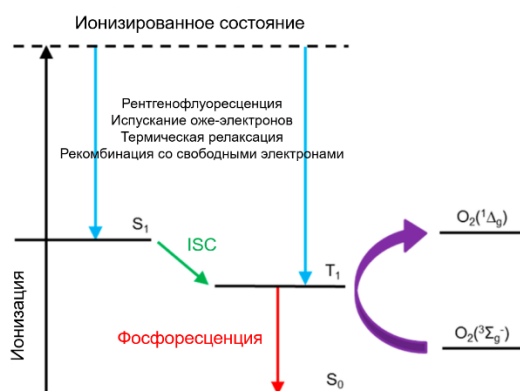 Ионизированное состояние
Рентгенофлуоресценция
Испускание оже-электронов
Термическая релаксация
Рекомбинация со свободными электронами
S₁
ISC
T₁
O₂(¹Δg)
Ионизация
Фосфоресценция
O₂(³Σg⁻)
S₀